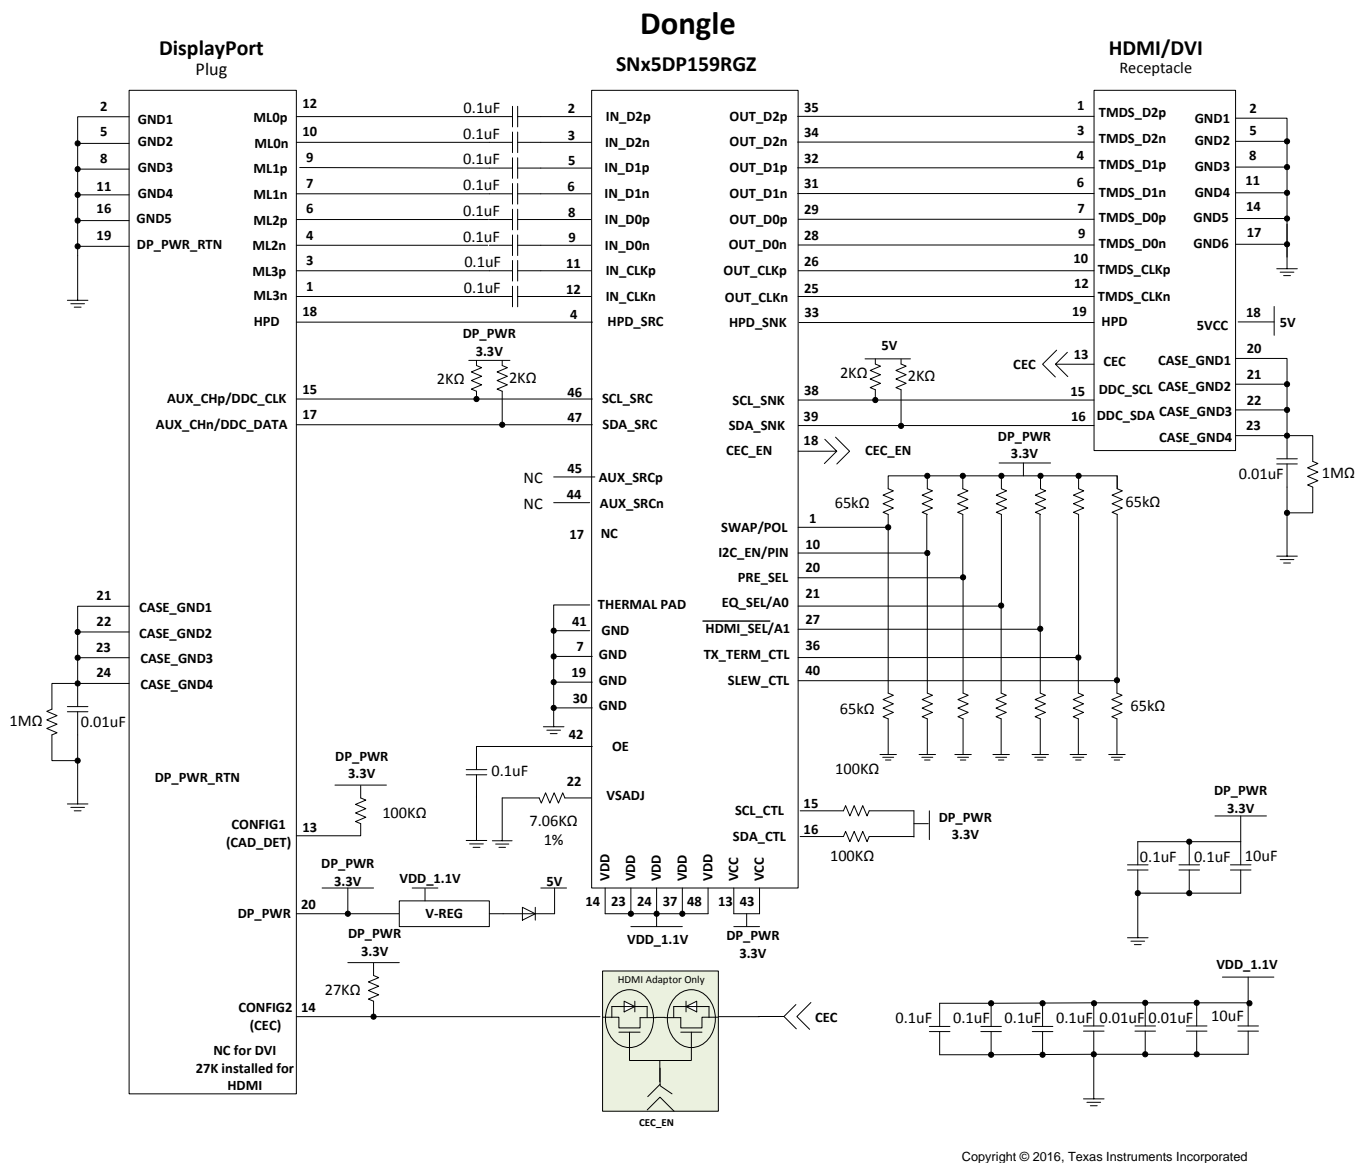 Dongle
DisplayPort
Plug
SNx5DP159RGZ
HDMI/DVI
Receptacle
2 GND1 ML0p 12 0.1uF 2 IN_D2p OUT_D2p 35 1 TMDS_D2p GND1 2
5 GND2 ML0n 10 0.1uF 3 IN_D2n OUT_D2n 34 3 TMDS_D2n GND2 5
8 GND3 ML1p 9 0.1uF 5 IN_D1p OUT_D1p 32 4 TMDS_D1p GND3 8
11 GND4 ML1n 7 0.1uF 6 IN_D1n OUT_D1n 31 6 TMDS_D1n GND4 11
16 GND5 ML2p 6 0.1uF 8 IN_D0p OUT_D0p 29 7 TMDS_D0p GND5 14
19 DP_PWR_RTN ML2n 4 0.1uF 9 IN_D0n OUT_D0n 28 9 TMDS_D0n GND6 17
ML3p 3 0.1uF 11 IN_CLKp OUT_CLKp 26 10 TMDS_CLKp
ML3n 1 0.1uF 12 IN_CLKn OUT_CLKn 25 12 TMDS_CLKn
HPD 18 4 HPD_SRC HPD_SNK 33 19 HPD 5VCC 18 5V
DP_PWR
3.3V
2KΩ 2KΩ
5V
2KΩ 2KΩ
CEC 13 CEC
CASE_GND1 20
CASE_GND2 21
CASE_GND3 22
CASE_GND4 23
0.01uF 1MΩ
AUX_CHp/DDC_CLK 15 46 SCL_SRC SCL_SNK 38 15 DDC_SCL
AUX_CHn/DDC_DATA 17 47 SDA_SRC SDA_SNK 39 16 DDC_SDA
CEC_EN 18 CEC_EN
NC 45 AUX_SRCp
NC 44 AUX_SRCn
17 NC
DP_PWR
3.3V
65kΩ 65kΩ
SWAP/POL 1
I2C_EN/PIN 10
PRE_SEL 20
EQ_SEL/A0 21
HDMI_SEL/A1 27
TX_TERM_CTL 36
SLEW_CTL 40
65kΩ 65kΩ
THERMAL PAD
41 GND
7 GND
19 GND
30 GND
42 OE
0.1uF
22 VSADJ
7.06KΩ
1%
21 CASE_GND1
22 CASE_GND2
23 CASE_GND3
24 CASE_GND4
1MΩ 0.01uF
DP_PWR_RTN
DP_PWR
3.3V
100KΩ
CONFIG1 13
(CAD_DET)
100KΩ
SCL_CTL 15
SDA_CTL 16
100KΩ
DP_PWR
3.3V
VDD VDD VDD VDD VDD VCC VCC
14 23 24 37 48 13 43
VDD_1.1V
DP_PWR
3.3V
DP_PWR
3.3V
VDD_1.1V
5V
DP_PWR 20
V-REG
DP_PWR
3.3V
27KΩ
CONFIG2 14
(CEC)
NC for DVI
27K installed for
HDMI
HDMI Adaptor Only
CEC
CEC_EN
DP_PWR
3.3V
0.1uF 0.1uF 10uF
VDD_1.1V
0.1uF 0.1uF 0.1uF 0.1uF 0.01uF 0.01uF 10uF
Copyright © 2016, Texas Instruments Incorporated